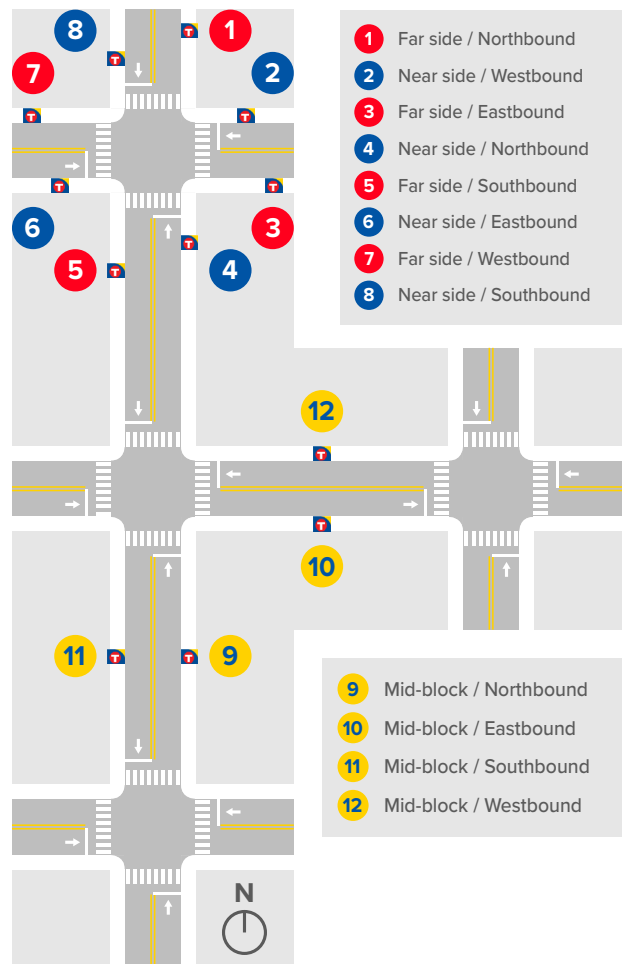 8
1
7
2
T
T
T
T
T
T
6
3
T
5
T
4
1 Far side / Northbound
2 Near side / Westbound
3 Far side / Eastbound
4 Near side / Northbound
5 Far side / Southbound
6 Near side / Eastbound
7 Far side / Westbound
8 Near side / Southbound
12
T
T
10
11
T
T
9
9 Mid-block / Northbound
10 Mid-block / Eastbound
11 Mid-block / Southbound
12 Mid-block / Westbound
N